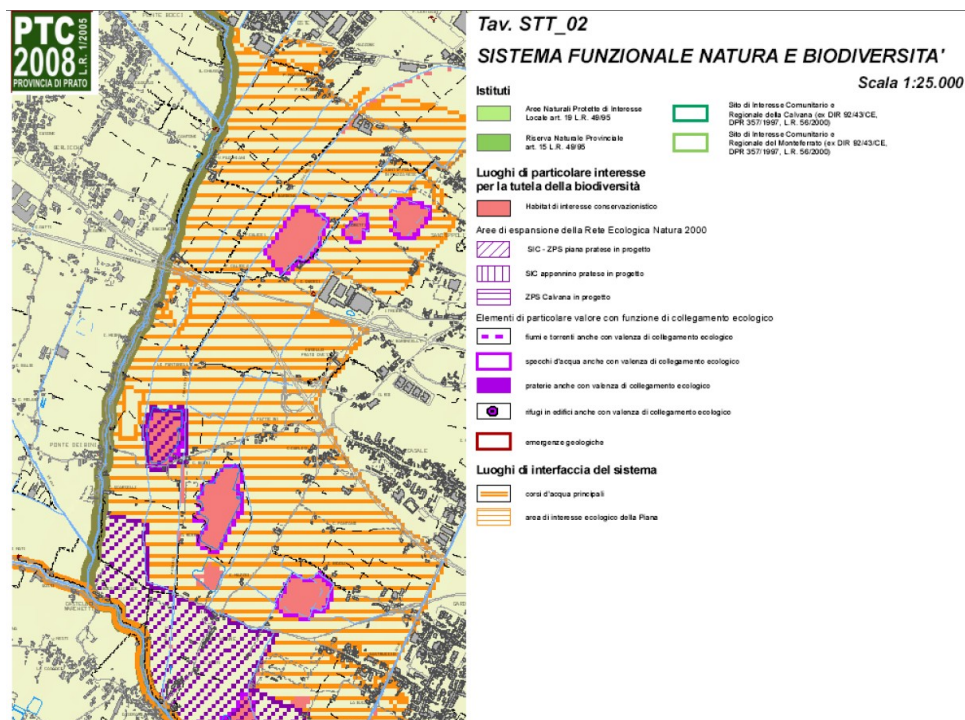 PTC
2008
L.R. 1/2005
PROVINCIA DI PRATO
Tav. STT_02
SISTEMA FUNZIONALE NATURA E BIODIVERSITA'
Scala 1:25.000
Istituti
Aree Naturali Protette di Interesse
Locale art. 19 L.R. 49/95
Riserva Naturale Provinciale
art. 15 L.R. 49/95
Sito di Interesse Comunitario e
Regionale della Calvana (ex DIR 92/43/CE,
DPR 357/1997, L.R. 56/2000)
Sito di Interesse Comunitario e
Regionale del Monteferrato (ex DIR 92/43/CE,
DPR 357/1997, L.R. 56/2000)
Luoghi di particolare interesse
per la tutela della biodiversità
Habitat di interesse conservazionistico
Aree di espansione della Rete Ecologica Natura 2000
SIC - ZPS piana pratese in progetto
SIC appennino pratese in progetto
ZPS Calvana in progetto
Elementi di particolare valore con funzione di collegamento ecologico
fiumi e torrenti anche con valenza di collegamento ecologico
specchi d'acqua anche con valenza di collegamento ecologico
praterie anche con valenza di collegamento ecologico
rifugi in edifici anche con valenza di collegamento ecologico
emergenze geologiche
Luoghi di interfaccia del sistema
corsi d'acqua principali
area di interesse ecologico della Piana
PONTE ROCCI
CASALE